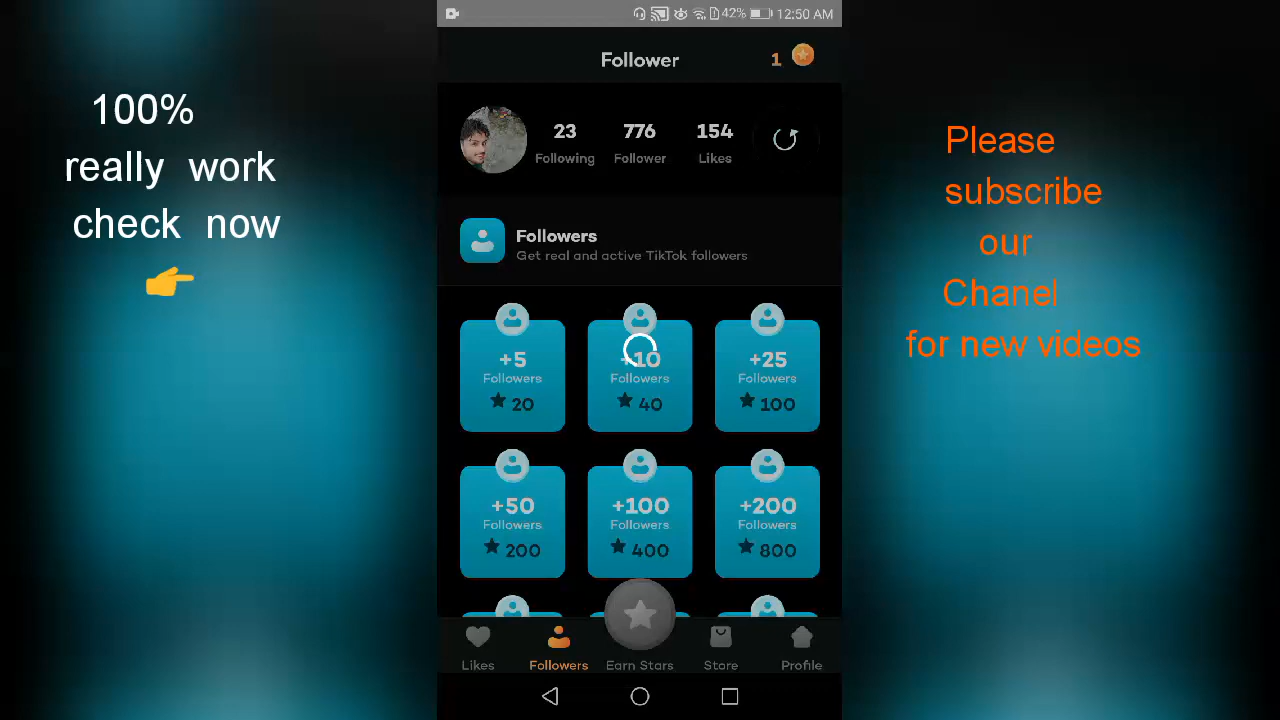 100%
really work
check now
42% 12:50 AM
Follower
1
23 776 154
Following Follower Likes
Followers
Get real and active TikTok followers
+5 +10 +25
Followers Followers Followers
20 40 100
+50 +100 +200
Followers Followers Followers
200 400 800
Likes Followers Earn Stars Store Profile
Please
subscribe
our
Chanel
for new videos